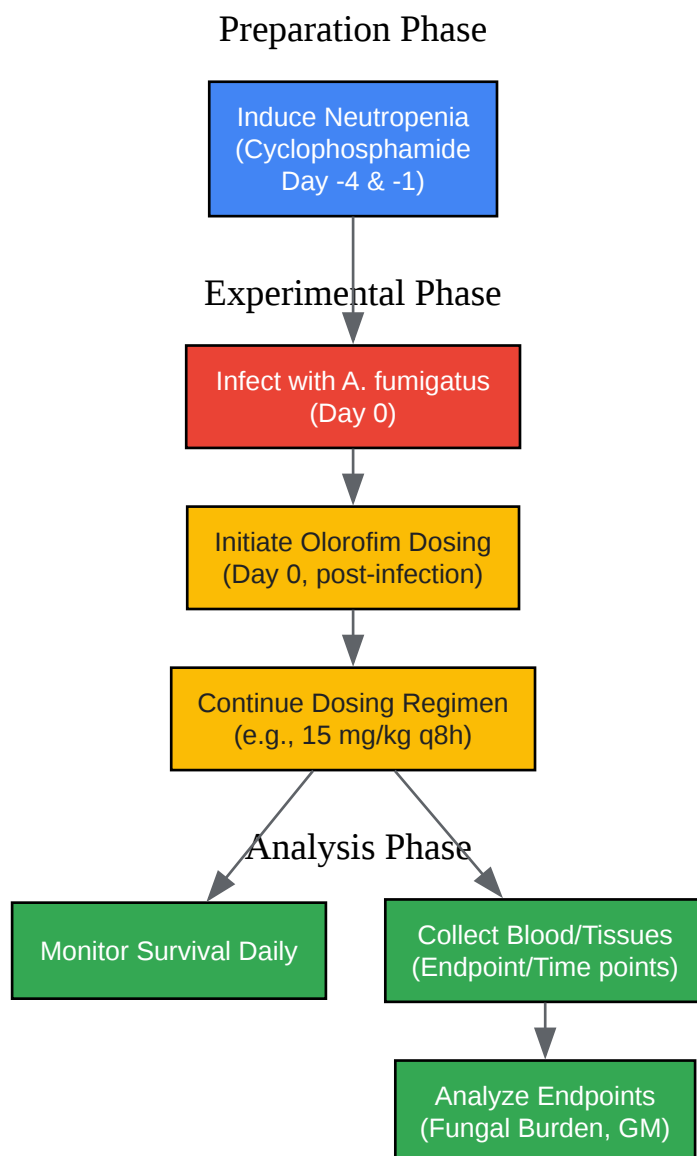 Preparation Phase
Induce Neutropenia
(Cyclophosphamide
Day -4 & -1)
Experimental Phase
Infect with A. fumigatus
(Day 0)
Initiate Olorofim Dosing
(Day 0, post-infection)
Continue Dosing Regimen
(e.g., 15 mg/kg q8h)
Analysis Phase
Monitor Survival Daily
Collect Blood/Tissues
(Endpoint/Time points)
Analyze Endpoints
(Fungal Burden, GM)